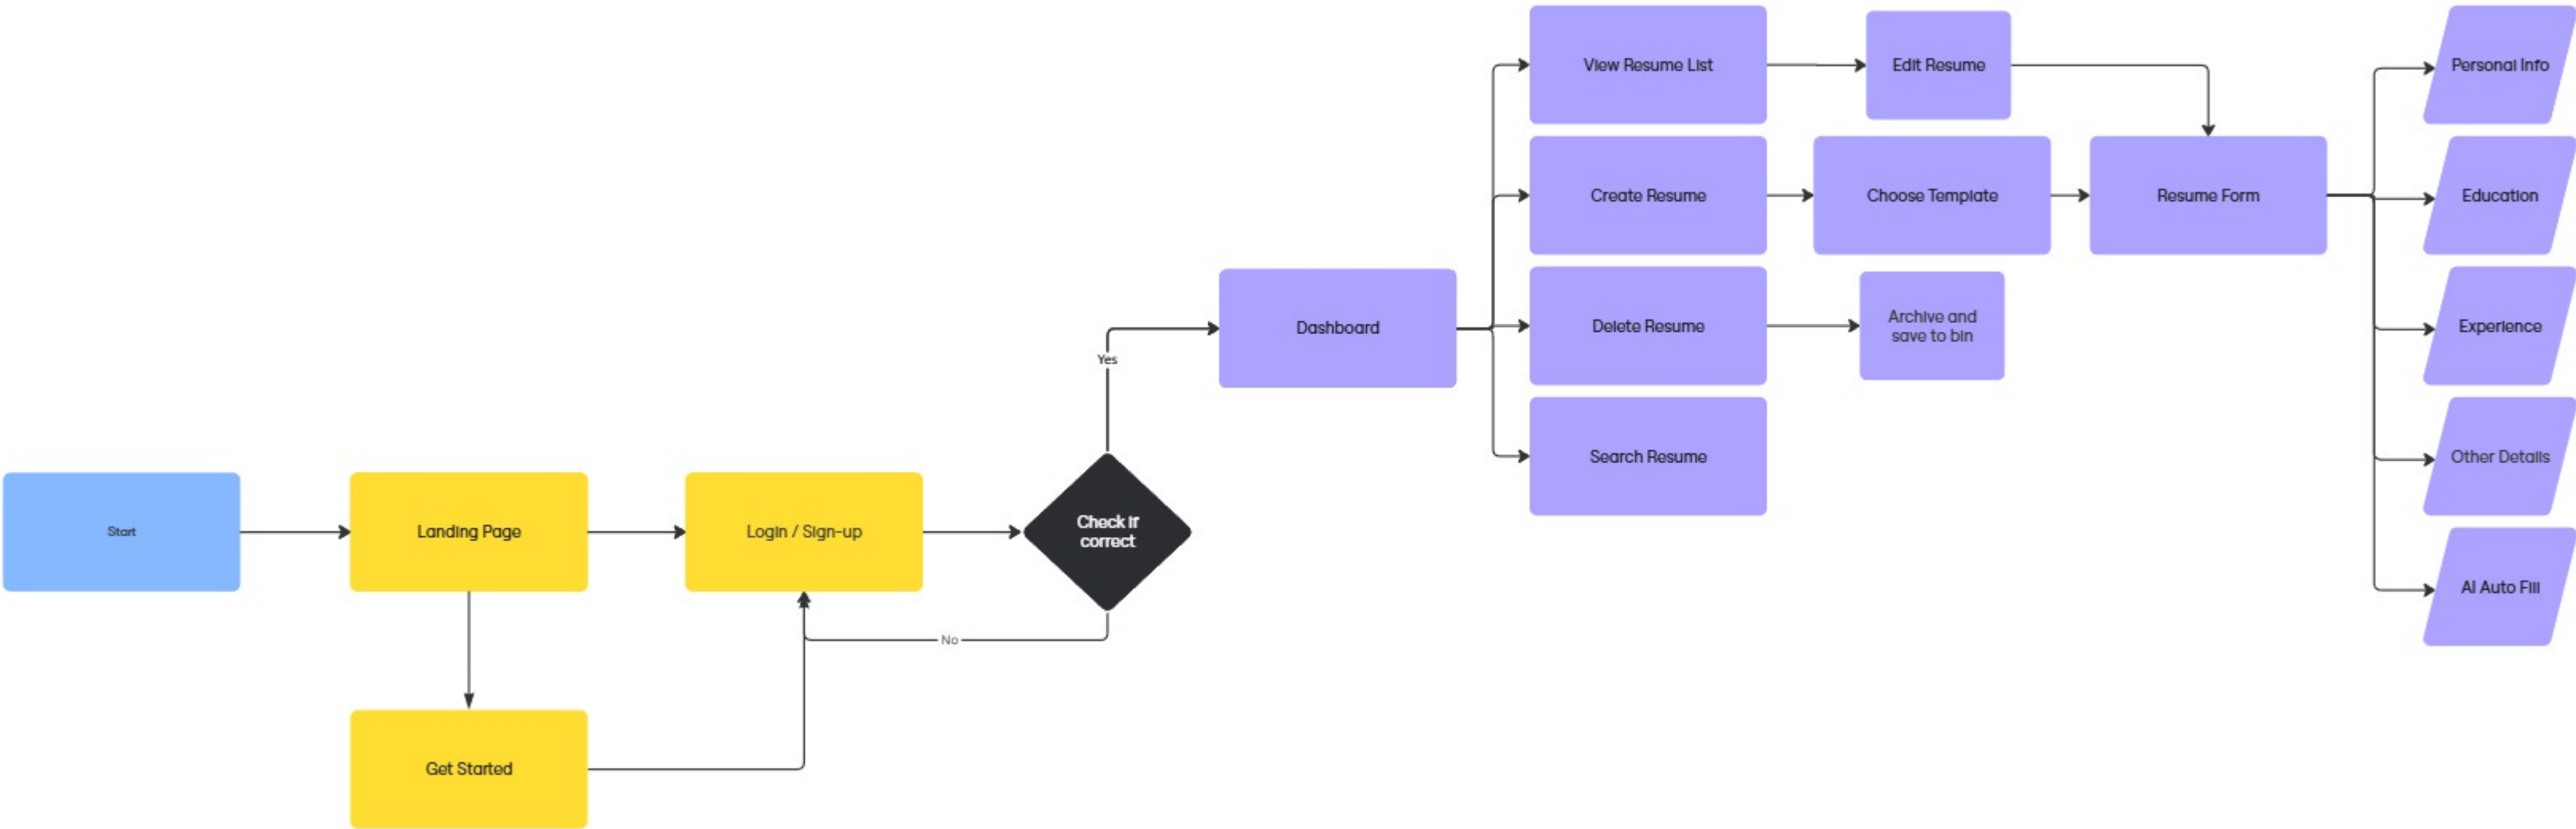 Start
Landing Page
Get Started
Login / Sign-up
Check if
correct
Yes
No
Dashboard
View Resume List
Edit Resume
Create Resume
Choose Template
Resume Form
Delete Resume
Archive and
save to bin
Search Resume
Personal Info
Education
Experience
Other Details
AI Auto Fill